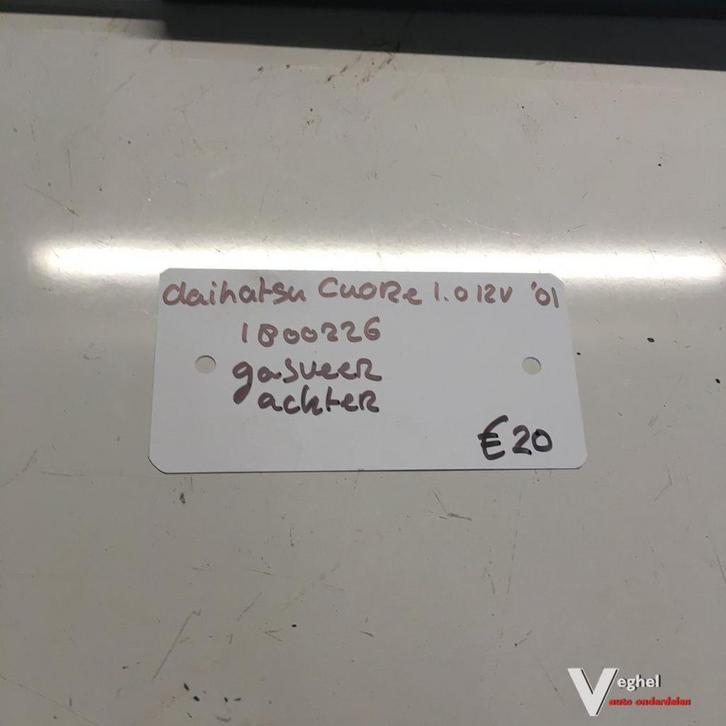 daihatsu CuORe 1.0 12V '01
1800226
gasveeR
achteR
€20
Veghel
auto onderdelen